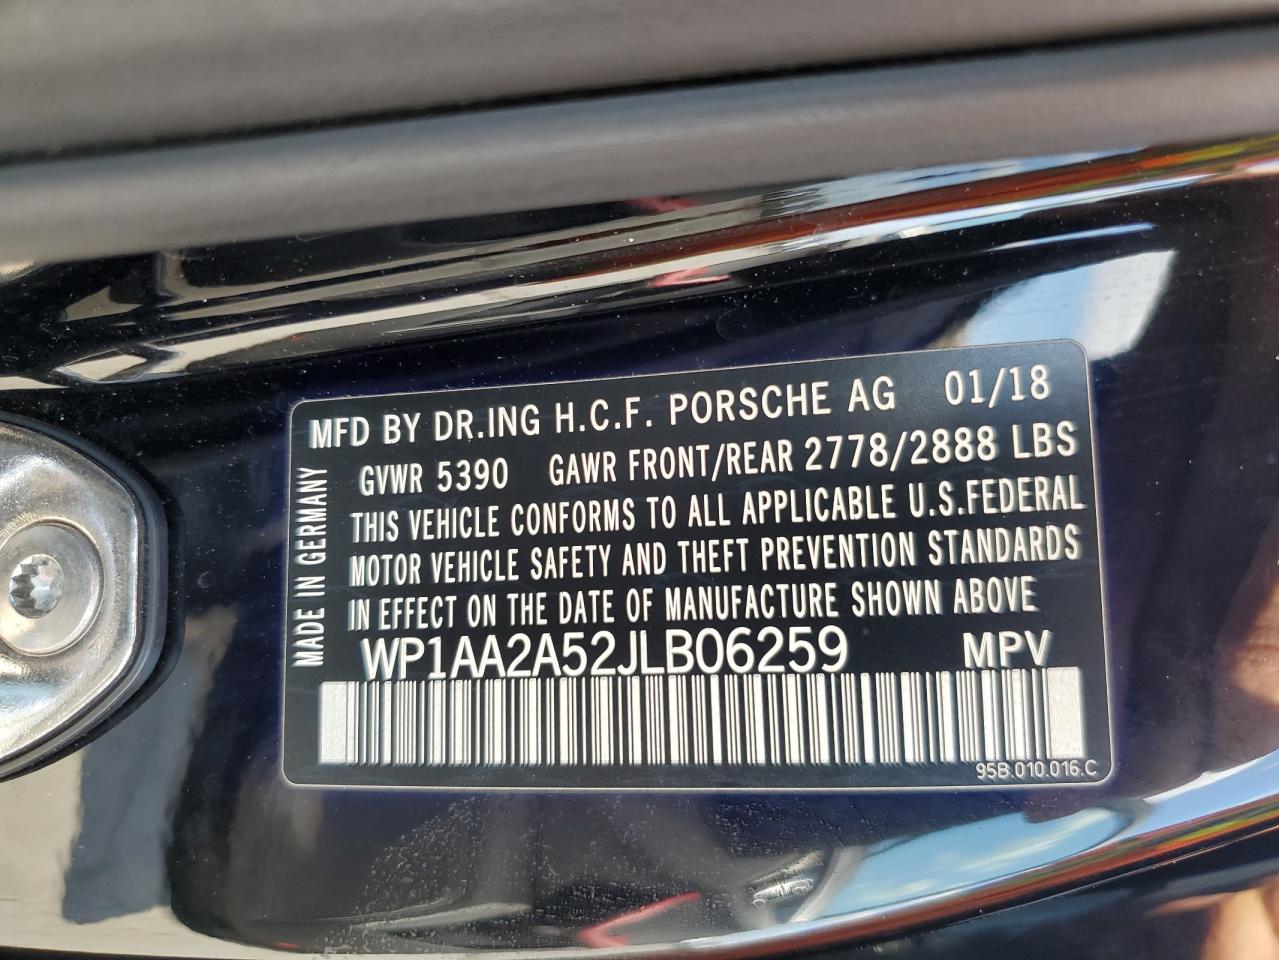 MFD BY DR.ING H.C.F. PORSCHE AG 01/18
GVWR 5390 GAWR FRONT/REAR 2778/2888 LBS
THIS VEHICLE CONFORMS TO ALL APPLICABLE U.S.FEDERAL
MOTOR VEHICLE SAFETY AND THEFT PREVENTION STANDARDS
IN EFFECT ON THE DATE OF MANUFACTURE SHOWN ABOVE
WP1AA2A52JLB06259 MPV
95B.010.016.C
MADE IN GERMANY